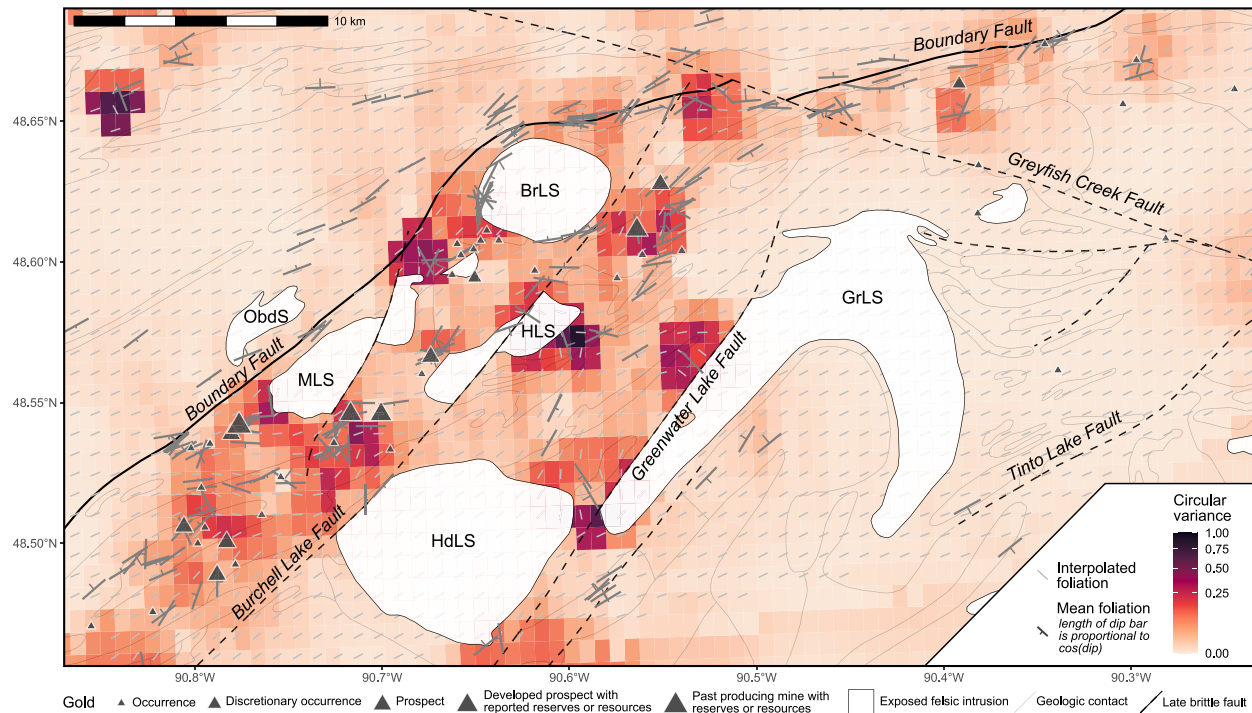 10 km
Boundary Fault
48.65°N
Greyfish Creek Fault
BrLS
48.60°N
GrLS
ObdS
HLS
MLS
Boundary Fault
48.55°N
Greenwater Lake Fault
Tinto Lake Fault
48.50°N
HdLS
Burchell Lake Fault
Circular
variance
1.00
0.75
0.50
0.25
0.00
Interpolated
foliation
Mean foliation
length of dip bar
is proportional to
cos(dip)
90.8°W 90.7°W 90.6°W 90.5°W 90.4°W 90.3°W
Gold
Occurrence
Discretionary occurrence
Prospect
Developed prospect with
reported reserves or resources
Past producing mine with
reserves or resources
Exposed felsic intrusion
Geologic contact
Late brittle fault